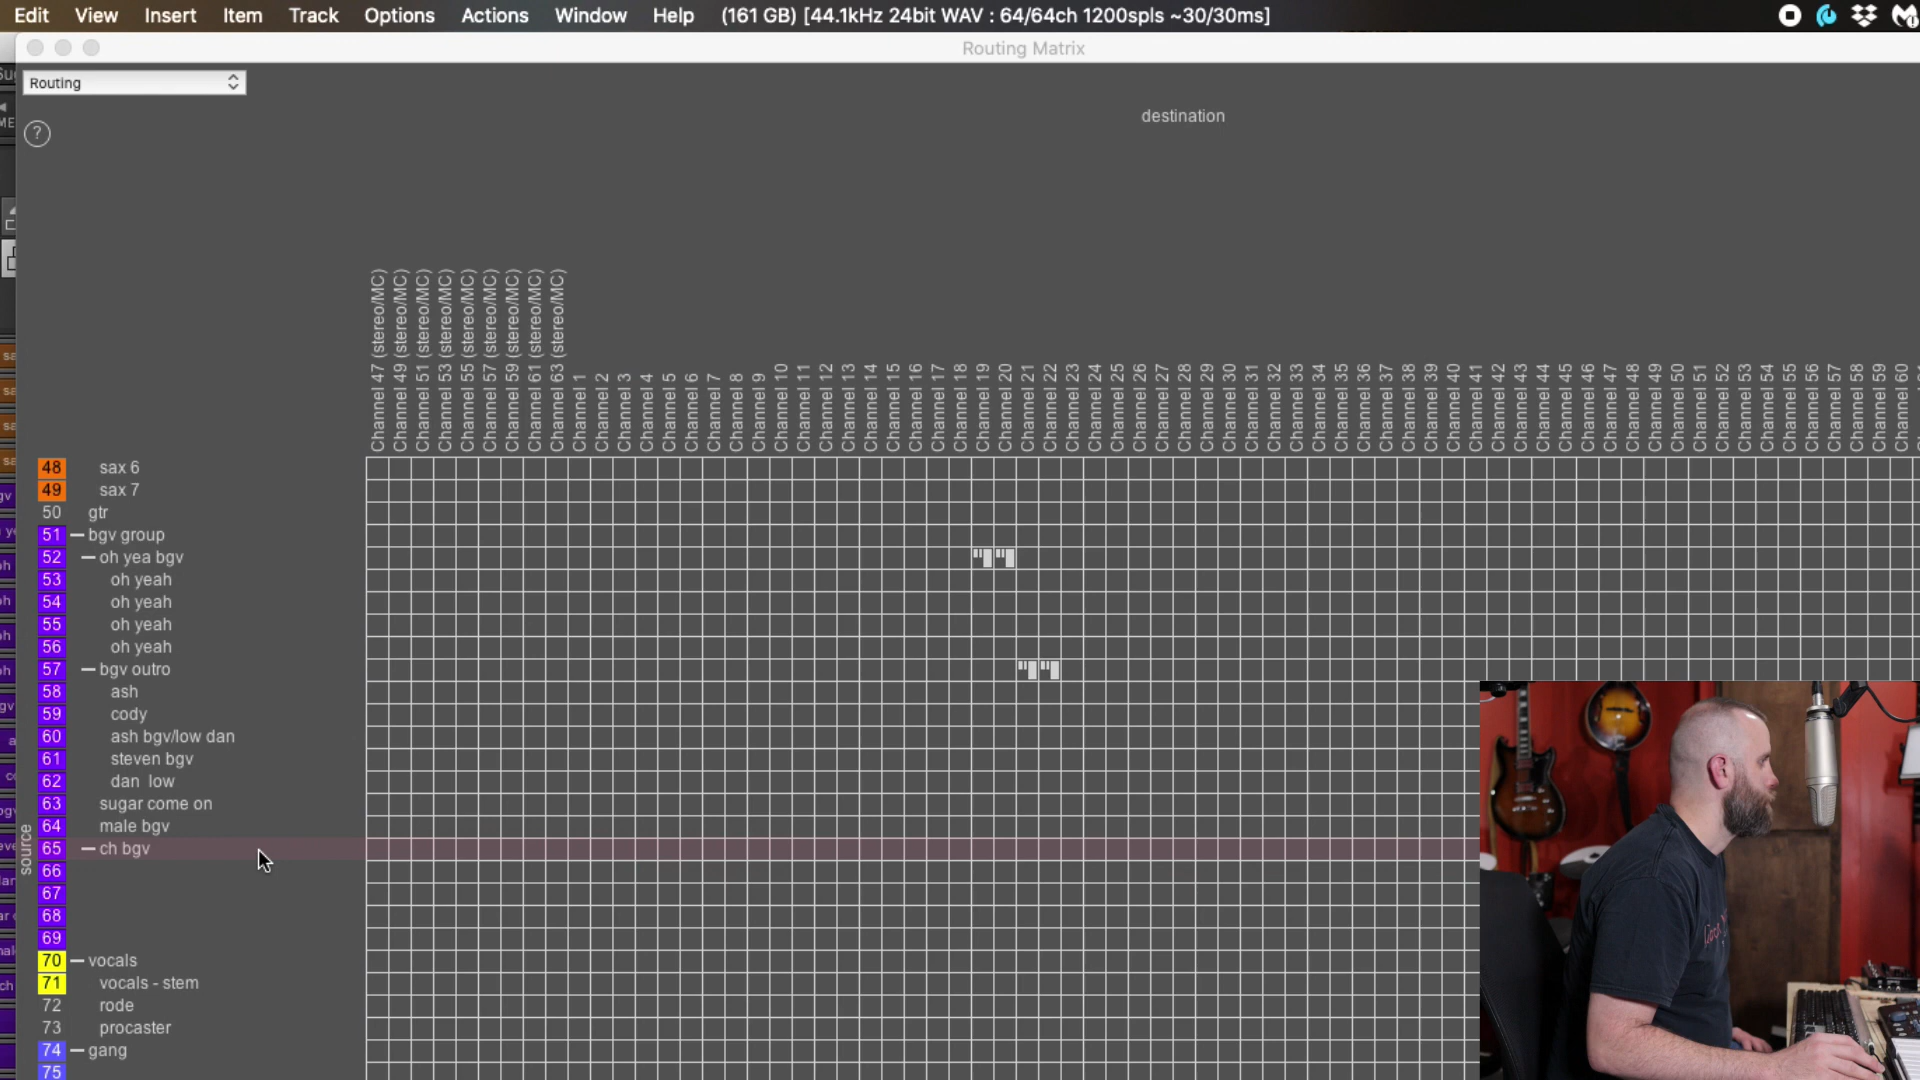 Edit View Insert Item Track Options Actions Window Help (161 GB) [44.1kHz 24bit WAV : 64/64ch 1200spls ~30/30ms]
Routing Matrix
Routing
?
destination
Channel 47 (stereo/MC)
Channel 49 (stereo/MC)
Channel 51 (stereo/MC)
Channel 53 (stereo/MC)
Channel 55 (stereo/MC)
Channel 57 (stereo/MC)
Channel 59 (stereo/MC)
Channel 61 (stereo/MC)
Channel 63 (stereo/MC)
Channel 1
Channel 2
Channel 3
Channel 4
Channel 5
Channel 6
Channel 7
Channel 8
Channel 9
Channel 10
Channel 11
Channel 12
Channel 13
Channel 14
Channel 15
Channel 16
Channel 17
Channel 18
Channel 19
Channel 20
Channel 21
Channel 22
Channel 23
Channel 24
Channel 25
Channel 26
Channel 27
Channel 28
Channel 29
Channel 30
Channel 31
Channel 32
Channel 33
Channel 34
Channel 35
Channel 36
Channel 37
Channel 38
Channel 39
Channel 40
Channel 41
Channel 42
Channel 43
Channel 44
Channel 45
Channel 46
Channel 47
Channel 48
Channel 49
Channel 50
Channel 51
Channel 52
Channel 53
Channel 54
Channel 55
Channel 56
Channel 57
Channel 58
Channel 59
Channel 60
source
48 sax 6
49 sax 7
50 gtr
51 bgv group
52 oh yea bgv
53 oh yeah
54 oh yeah
55 oh yeah
56 oh yeah
57 bgv outro
58 ash
59 cody
60 ash bgv/low dan
61 steven bgv
62 dan low
63 sugar come on
64 male bgv
65 ch bgv
66
67
68
69
70 vocals
71 vocals - stem
72 rode
73 procaster
74 gang
75